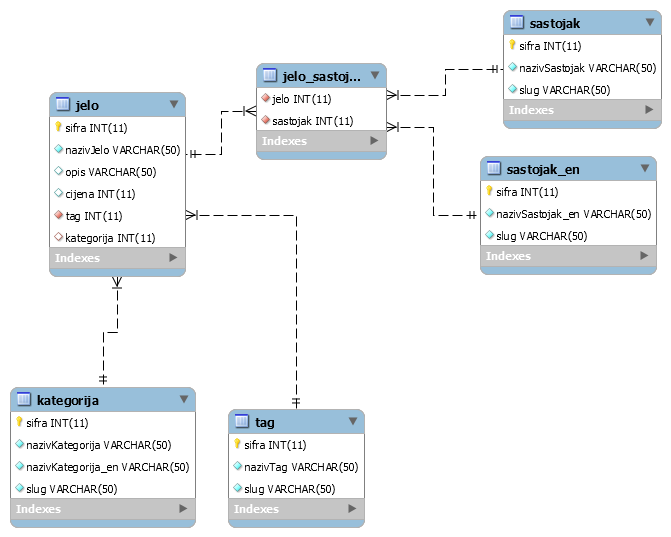 jelo
sifra INT(11)
nazivJelo VARCHAR(50)
opis VARCHAR(50)
cijena INT(11)
tag INT(11)
kategorija INT(11)
Indexes
jelo_sastoj...
jelo INT(11)
sastojak INT(11)
Indexes
sastojak
sifra INT(11)
nazivSastojak VARCHAR(50)
slug VARCHAR(50)
Indexes
sastojak_en
sifra INT(11)
nazivSastojak_en VARCHAR(50)
slug VARCHAR(50)
Indexes
kategorija
sifra INT(11)
nazivKategorija VARCHAR(50)
nazivKategorija_en VARCHAR(50)
slug VARCHAR(50)
Indexes
tag
sifra INT(11)
nazivTag VARCHAR(50)
slug VARCHAR(50)
Indexes